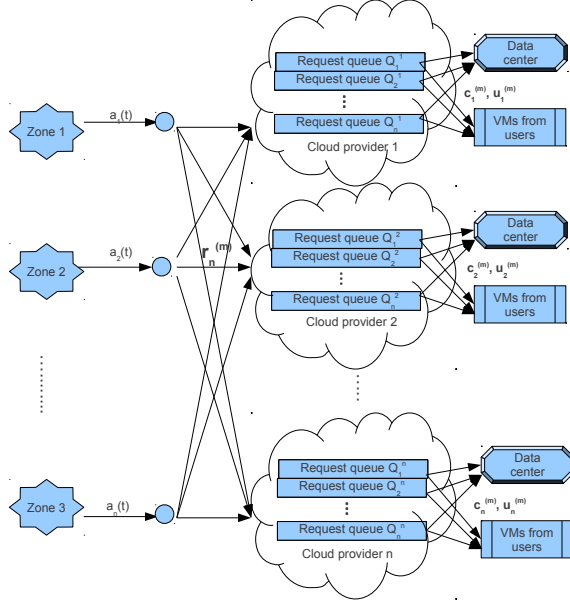 Request queue Q₁¹
Request queue Q₂¹
Request queue Qₙ¹
Cloud provider 1
Data
center
c₁⁽ᵐ⁾, u₁⁽ᵐ⁾
VMs from
users
Zone 1
a₁(t)
Request queue Q₁²
Request queue Q₂²
Request queue Qₙ²
Cloud provider 2
Data
center
c₂⁽ᵐ⁾, u₂⁽ᵐ⁾
VMs from
users
Zone 2
a₂(t)
rₙ⁽ᵐ⁾
Request queue Q₁ⁿ
Request queue Q₂ⁿ
Request queue Qₙⁿ
Cloud provider n
Data
center
cₙ⁽ᵐ⁾, uₙ⁽ᵐ⁾
VMs from
users
Zone 3
aₙ(t)